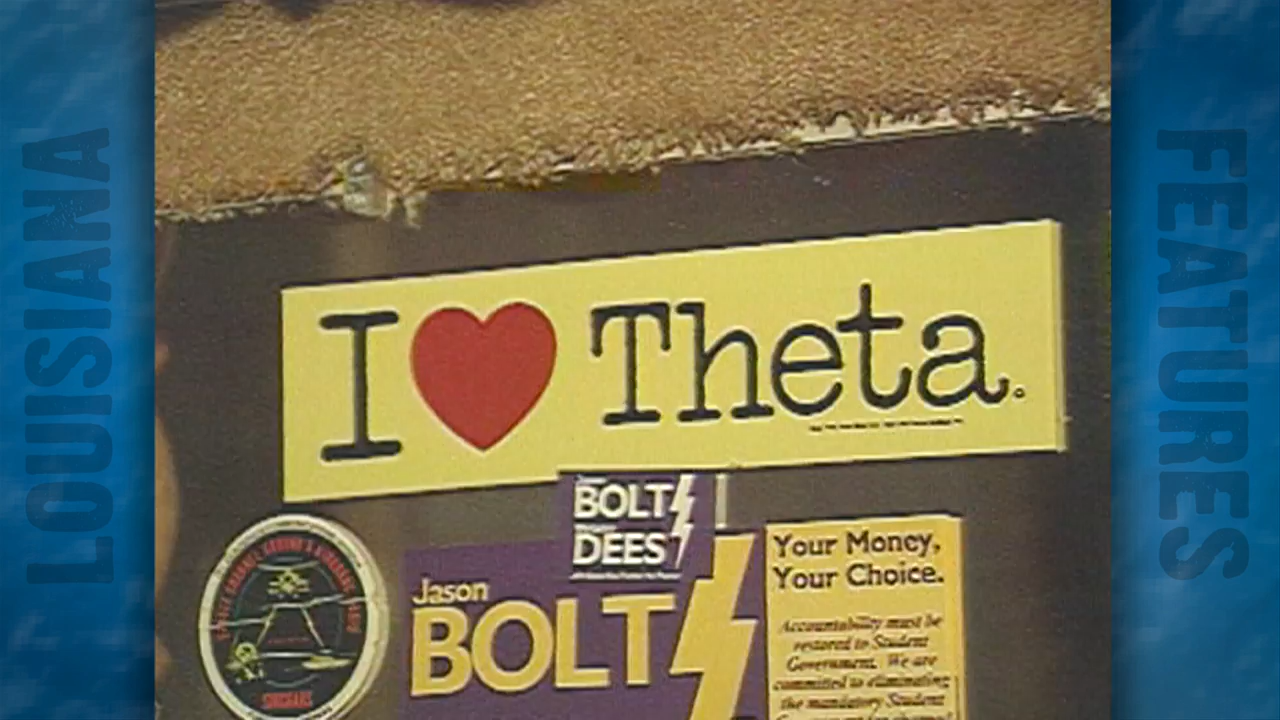 LOUISIANA
FEATURES
I ♥ Theta.
BOLT
DEES
Jason
BOLT
Your Money,
Your Choice.
Accountability must be
restored to Student
Government. We are
committed to eliminating
the mandatory Student